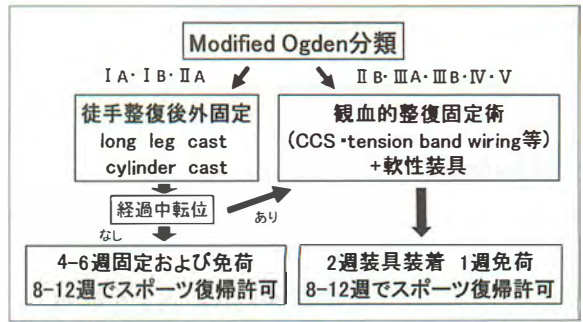 Modified Ogden分類
ⅠA・ⅠB・ⅡA
ⅡB・ⅢA・ⅢB・Ⅳ・Ⅴ
徒手整復後外固定
long leg cast
cylinder cast
観血的整復固定術
(CCS・tension band wiring等)
+軟性装具
経過中転位
なし
あり
4-6週固定および免荷
8-12週でスポーツ復帰許可
2週装具装着 1週免荷
8-12週でスポーツ復帰許可